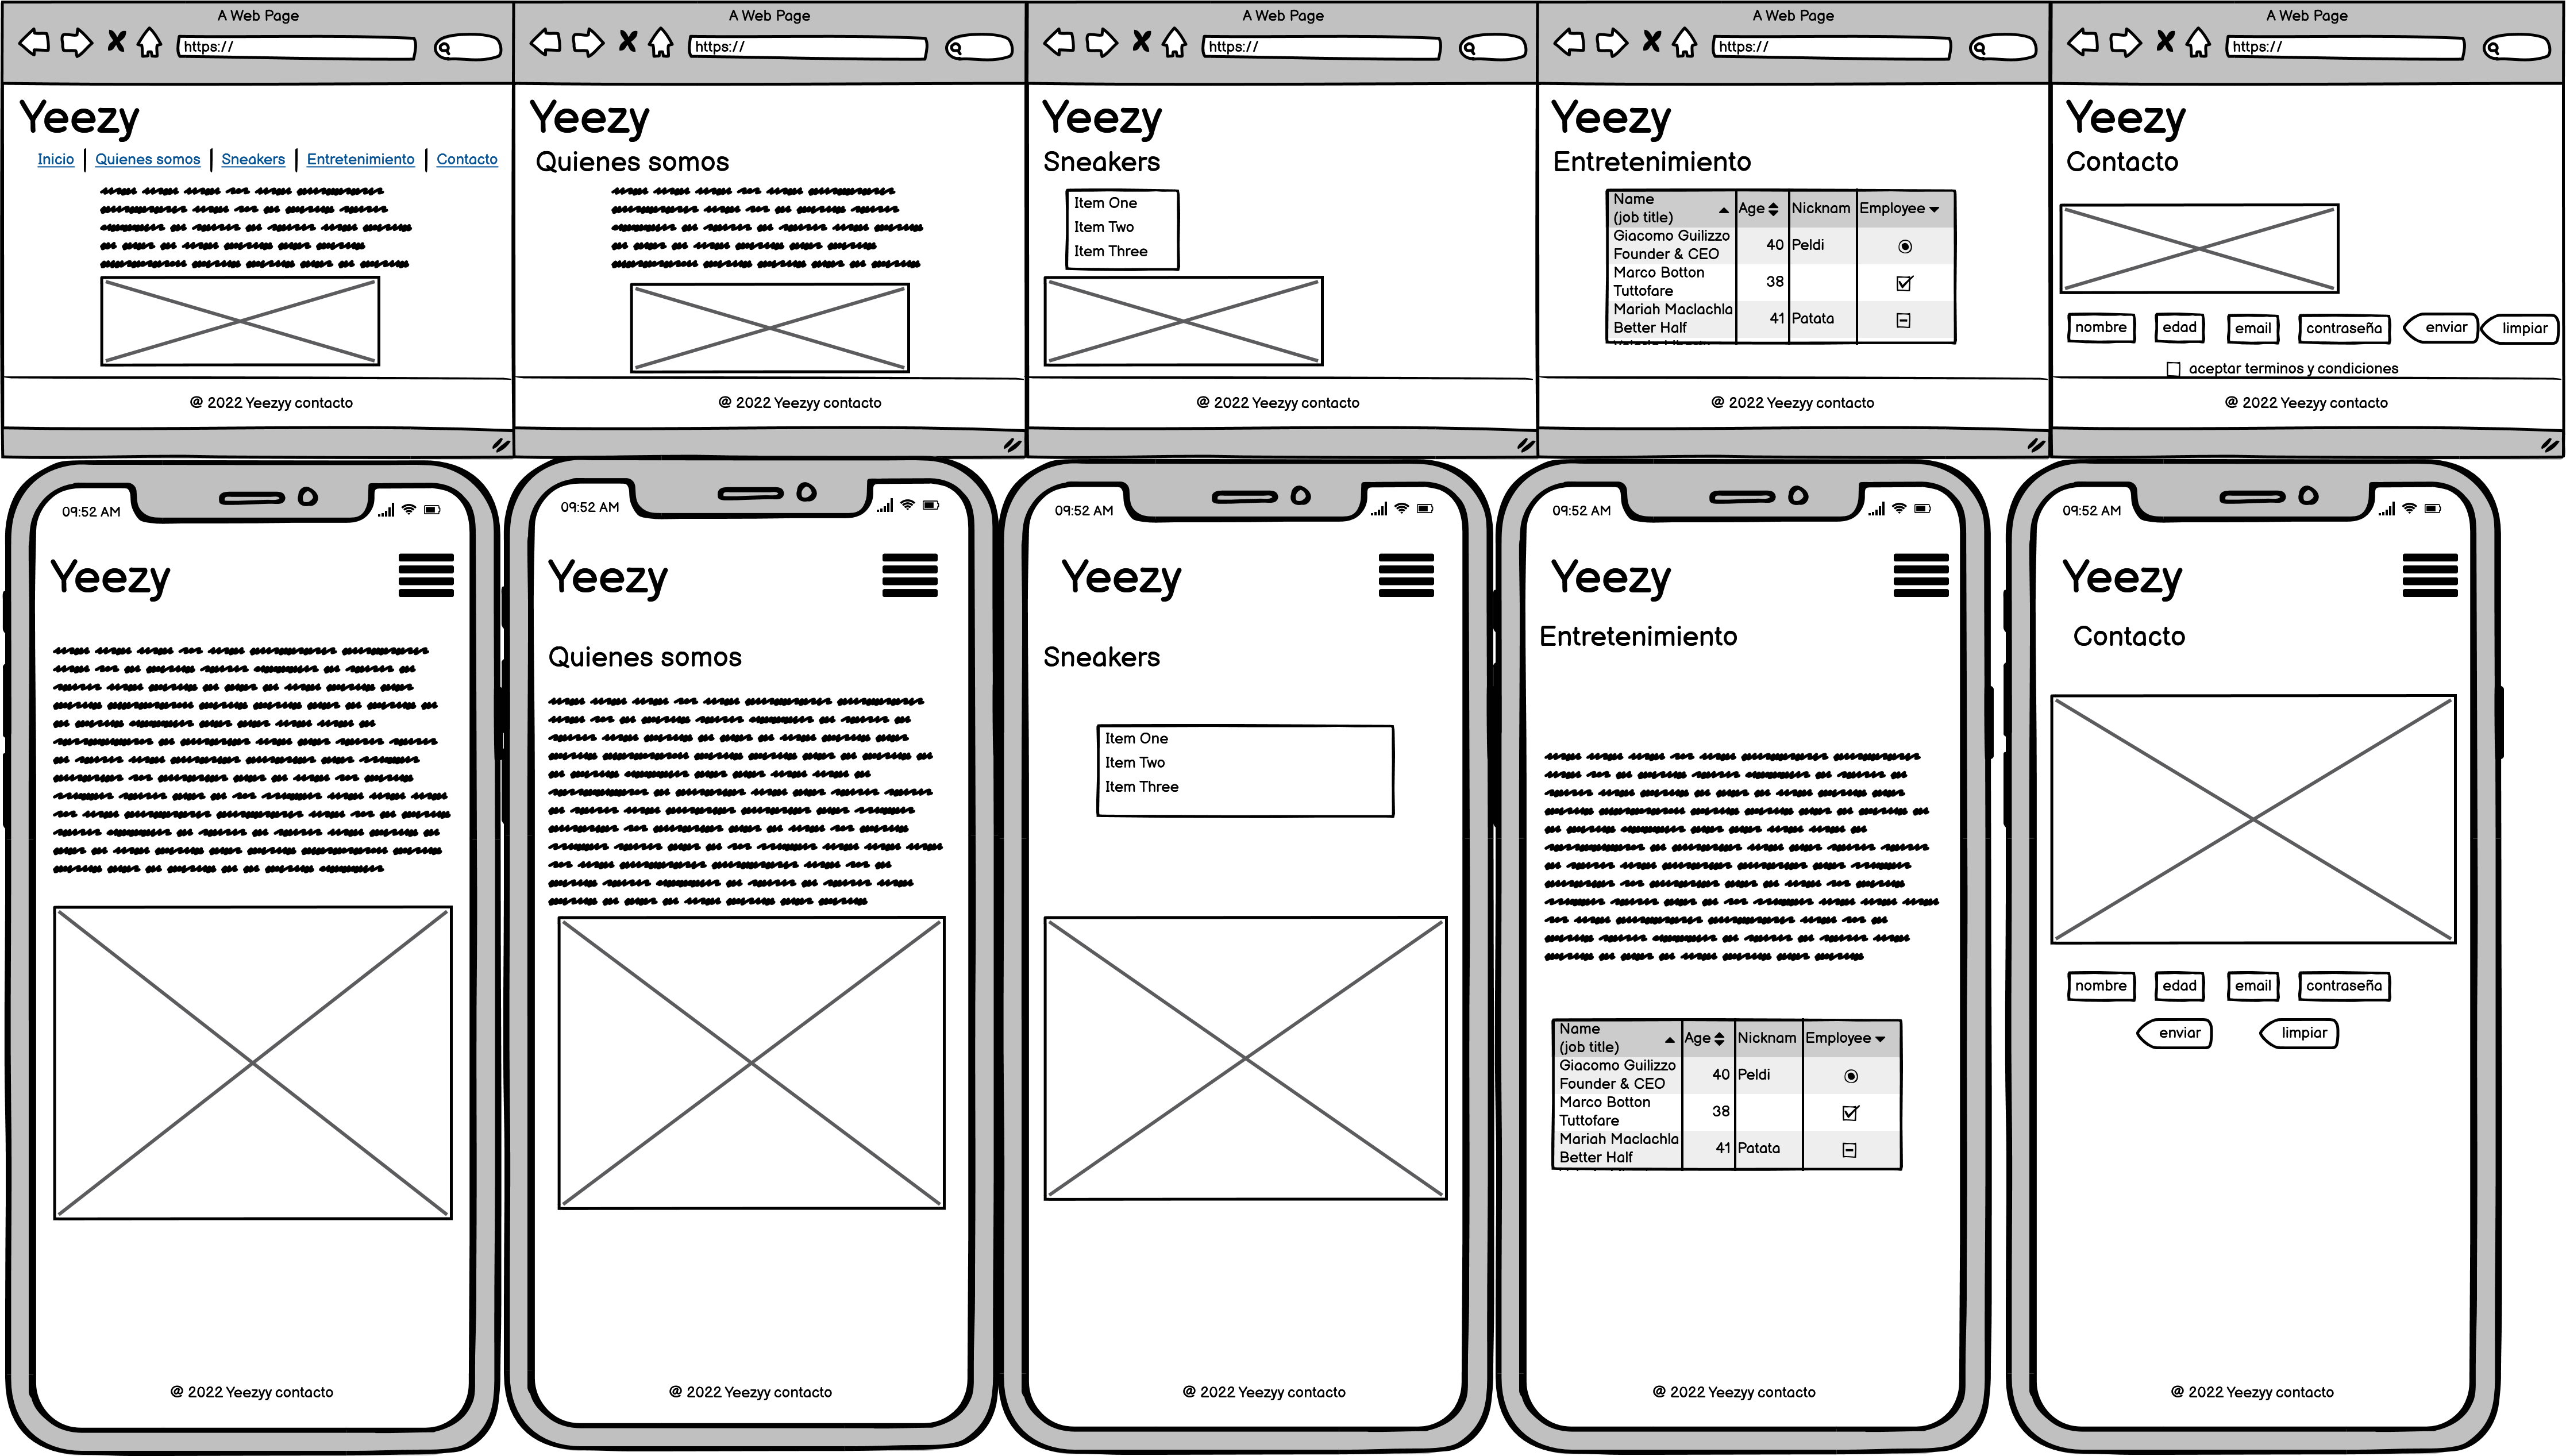 A Web Page
https://
Yeezy
Inicio | Quienes somos | Sneakers | Entretenimiento | Contacto
@ 2022 Yeezyy contacto
A Web Page
https://
Yeezy
Quienes somos
@ 2022 Yeezyy contacto
A Web Page
https://
Yeezy
Sneakers
Item One
Item Two
Item Three
@ 2022 Yeezyy contacto
A Web Page
https://
Yeezy
Entretenimiento
Name
(job title) Age Nicknam Employee
Giacomo Guilizzo
Founder & CEO 40 Peldi
Marco Botton
Tuttofare 38
Mariah Maclachla
Better Half 41 Patata
@ 2022 Yeezyy contacto
A Web Page
https://
Yeezy
Contacto
nombre edad email contraseña enviar limpiar
aceptar terminos y condiciones
@ 2022 Yeezyy contacto
09:52 AM
Yeezy
@ 2022 Yeezyy contacto
09:52 AM
Yeezy
Quienes somos
@ 2022 Yeezyy contacto
09:52 AM
Yeezy
Sneakers
Item One
Item Two
Item Three
@ 2022 Yeezyy contacto
09:52 AM
Yeezy
Entretenimiento
Name
(job title) Age Nicknam Employee
Giacomo Guilizzo
Founder & CEO 40 Peldi
Marco Botton
Tuttofare 38
Mariah Maclachla
Better Half 41 Patata
@ 2022 Yeezyy contacto
09:52 AM
Yeezy
Contacto
nombre edad email contraseña
enviar limpiar
@ 2022 Yeezyy contacto